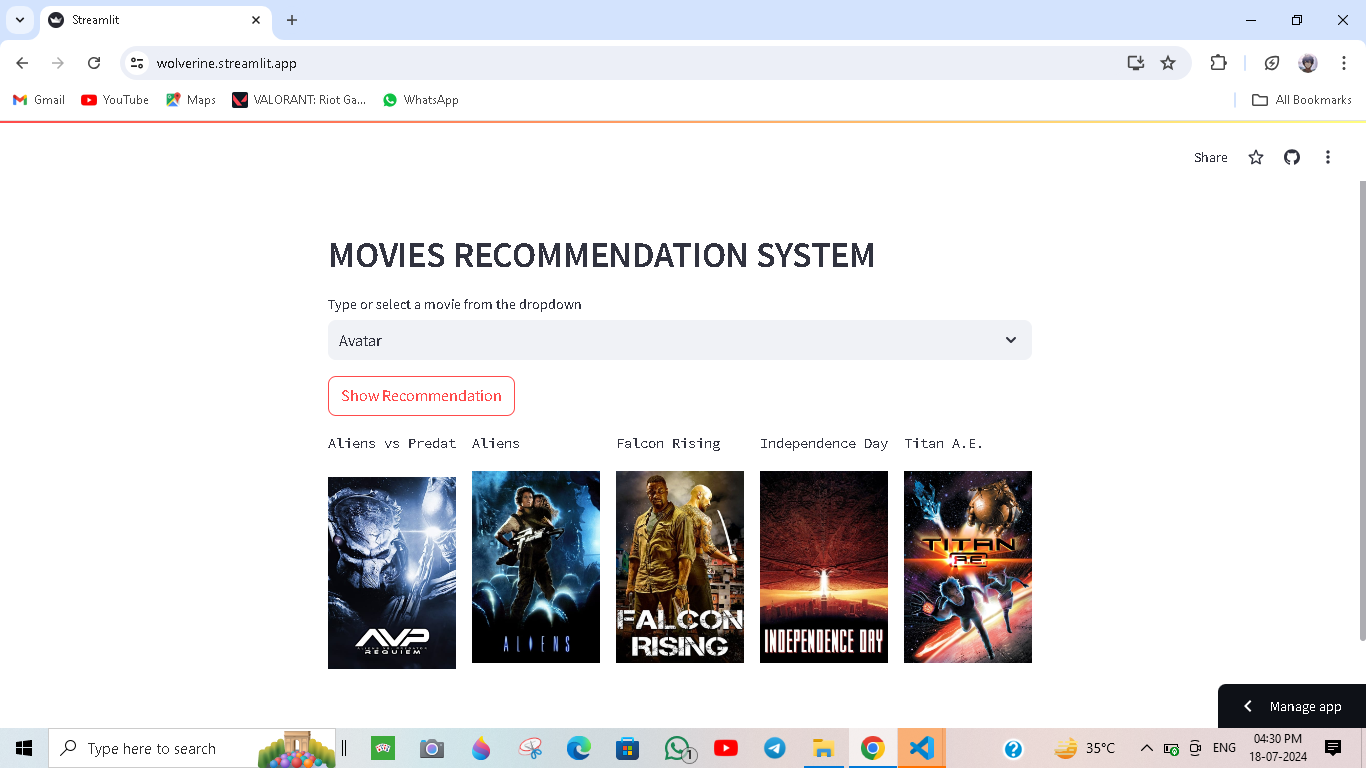 Streamlit
wolverine.streamlit.app
Gmail
YouTube
Maps
VALORANT: Riot Ga...
WhatsApp
All Bookmarks
Share
MOVIES RECOMMENDATION SYSTEM
Type or select a movie from the dropdown
Avatar
Show Recommendation
Aliens vs Predat
Aliens
Falcon Rising
Independence Day
Titan A.E.
AVP
REQUIEM
ALIENS
FALCON
RISING
INDEPENDENCE DAY
TITAN
A.E.
Manage app
Type here to search
1
35°C
ENG
04:30 PM
18-07-2024